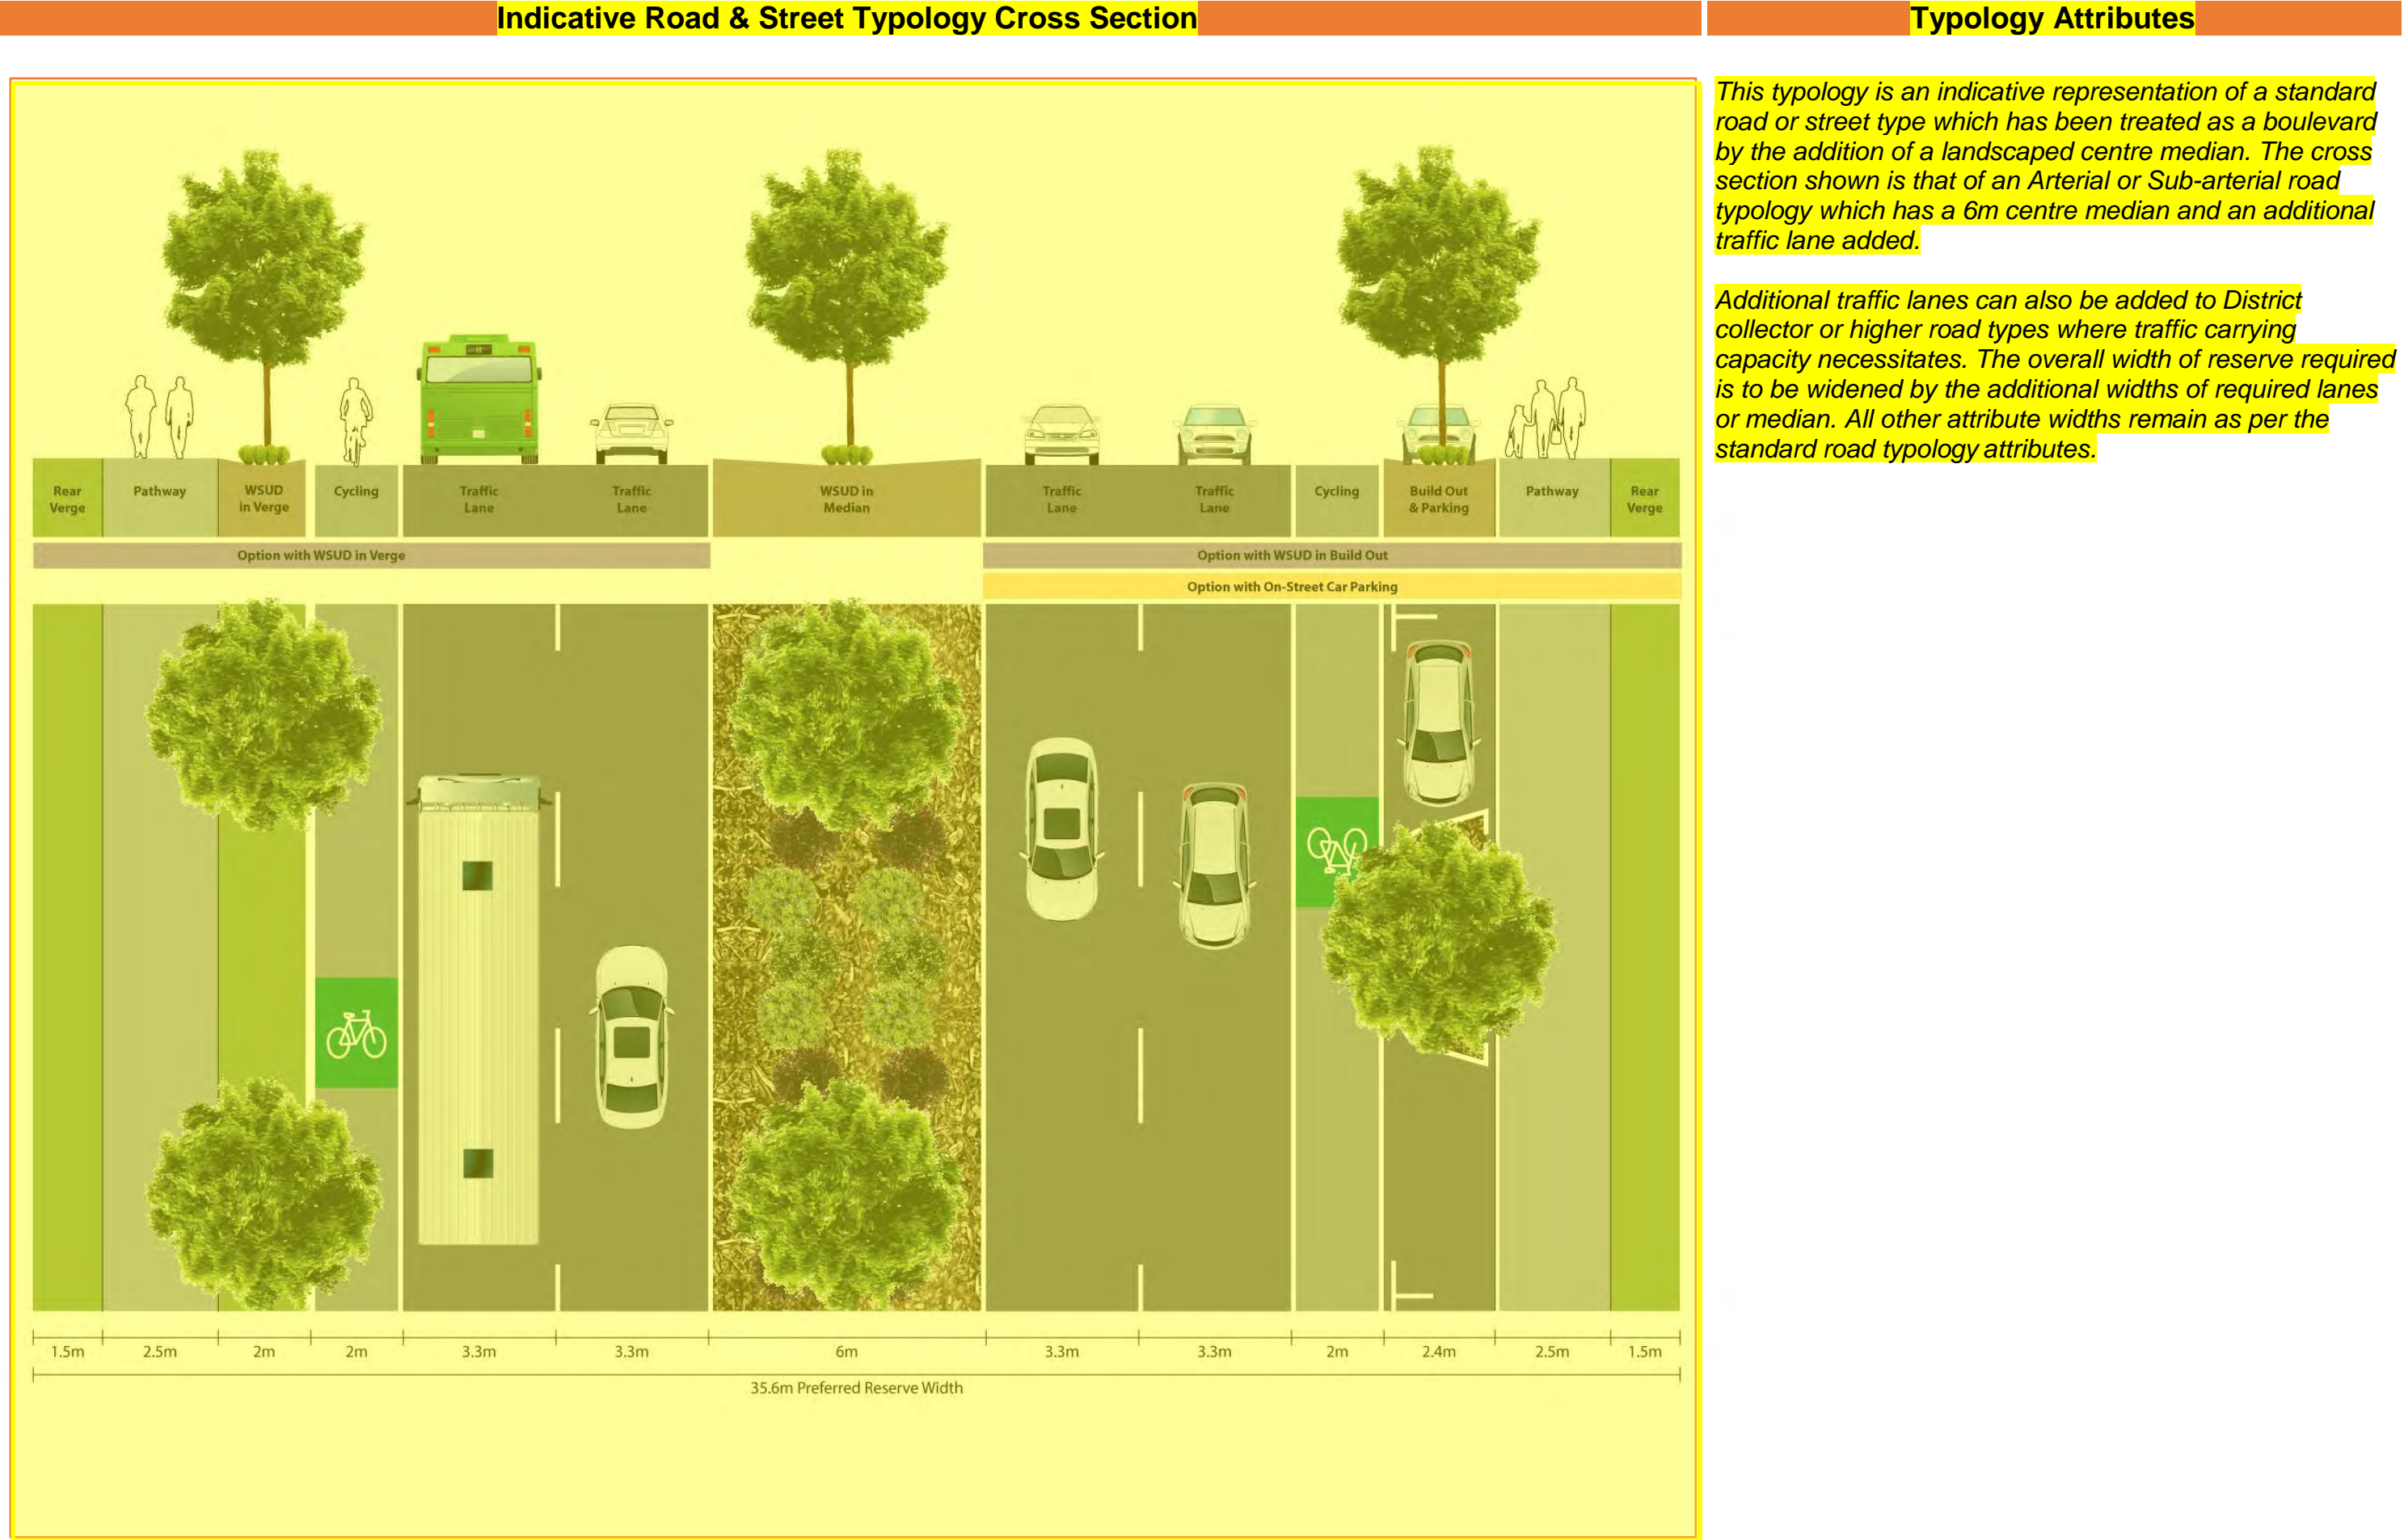 Indicative Road & Street Typology Cross Section
Typology Attributes
This typology is an indicative representation of a standard
road or street type which has been treated as a boulevard
by the addition of a landscaped centre median. The cross
section shown is that of an Arterial or Sub-arterial road
typology which has a 6m centre median and an additional
traffic lane added.
Additional traffic lanes can also be added to District
collector or higher road types where traffic carrying
capacity necessitates. The overall width of reserve required
is to be widened by the additional widths of required lanes
or median. All other attribute widths remain as per the
standard road typology attributes.
Rear
Verge
Pathway
WSUD
in Verge
Cycling
Traffic
Lane
Traffic
Lane
WSUD in
Median
Traffic
Lane
Traffic
Lane
Cycling
Build Out
& Parking
Pathway
Rear
Verge
Option with WSUD in Verge
Option with WSUD in Build Out
Option with On-Street Car Parking
1.5m
2.5m
2m
2m
3.3m
3.3m
6m
3.3m
3.3m
2m
2.4m
2.5m
1.5m
35.6m Preferred Reserve Width